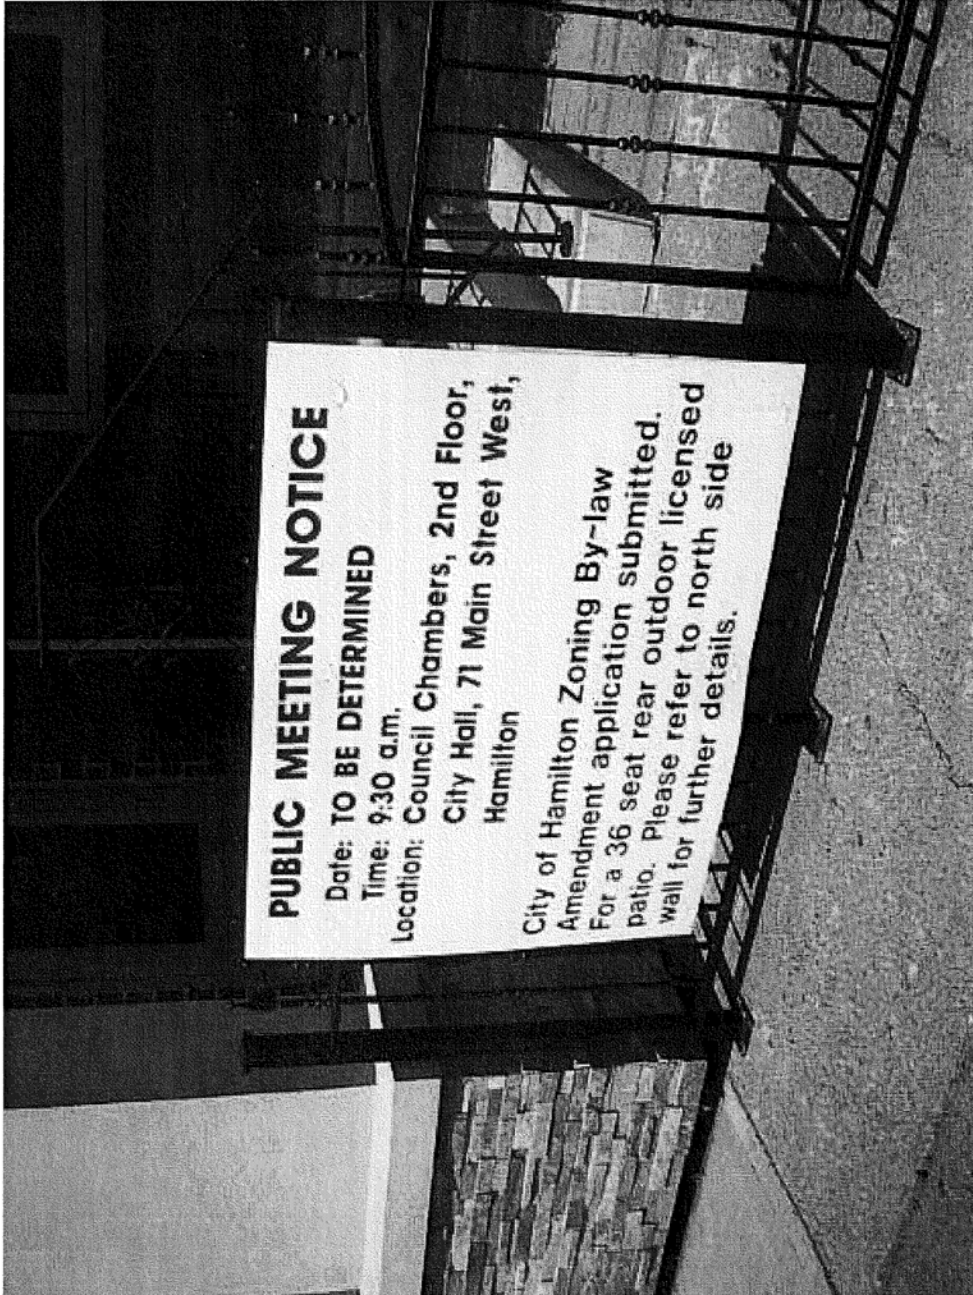 PUBLIC MEETING NOTICE
Date: TO BE DETERMINED
Time: 9:30 a.m.
Location: Council Chambers, 2nd Floor,
City Hall, 71 Main Street West,
Hamilton
City of Hamilton Zoning By-law
Amendment application submitted.
For a 36 seat rear outdoor licensed
patio. Please refer to north side
wall for further details.